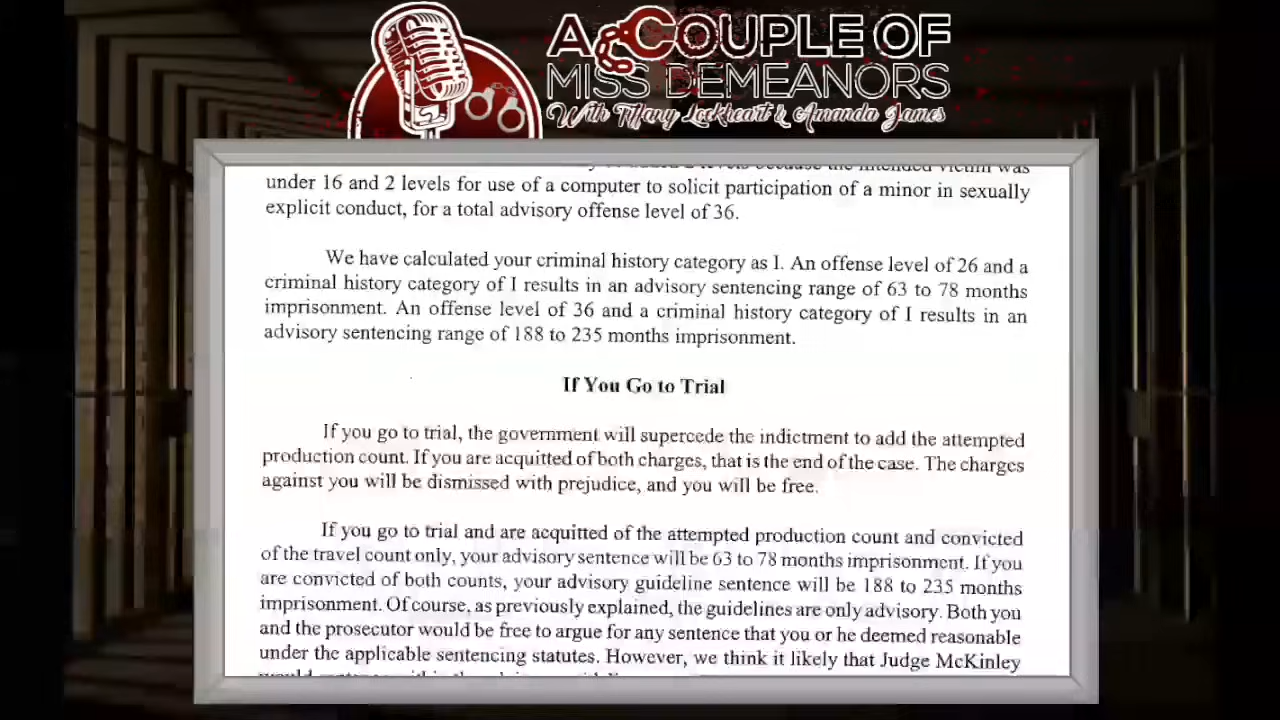 A COUPLE OF
MISS DEMEANORS
With Tiffany Lockheart & Amanda James
under 16 and 2 levels for use of a computer to solicit participation of a minor in sexually
explicit conduct, for a total advisory offense level of 36.
We have calculated your criminal history category as I. An offense level of 26 and a
criminal history category of I results in an advisory sentencing range of 63 to 78 months
imprisonment. An offense level of 36 and a criminal history category of I results in an
advisory sentencing range of 188 to 235 months imprisonment.
If You Go to Trial
If you go to trial, the government will supercede the indictment to add the attempted
production count. If you are acquitted of both charges, that is the end of the case. The charges
against you will be dismissed with prejudice, and you will be free.
If you go to trial and are acquitted of the attempted production count and convicted
of the travel count only, your advisory sentence will be 63 to 78 months imprisonment. If you
are convicted of both counts, your advisory guideline sentence will be 188 to 235 months
imprisonment. Of course, as previously explained, the guidelines are only advisory. Both you
and the prosecutor would be free to argue for any sentence that you or he deemed reasonable
under the applicable sentencing statutes. However, we think it likely that Judge McKinley